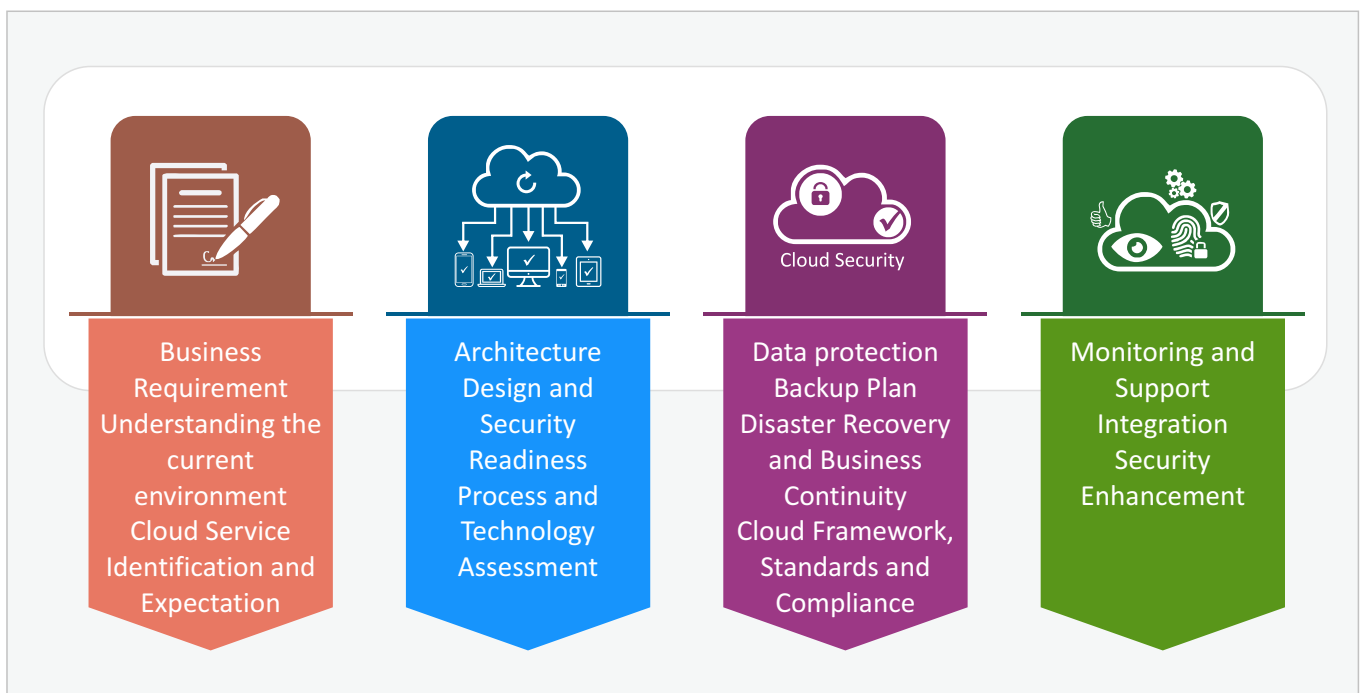 Business
Requirement
Understanding the
current
environment
Cloud Service
Identification and
Expectation
Architecture
Design and
Security
Readiness
Process and
Technology
Assessment
Cloud Security
Data protection
Backup Plan
Disaster Recovery
and Business
Continuity
Cloud Framework,
Standards and
Compliance
Monitoring and
Support
Integration
Security
Enhancement